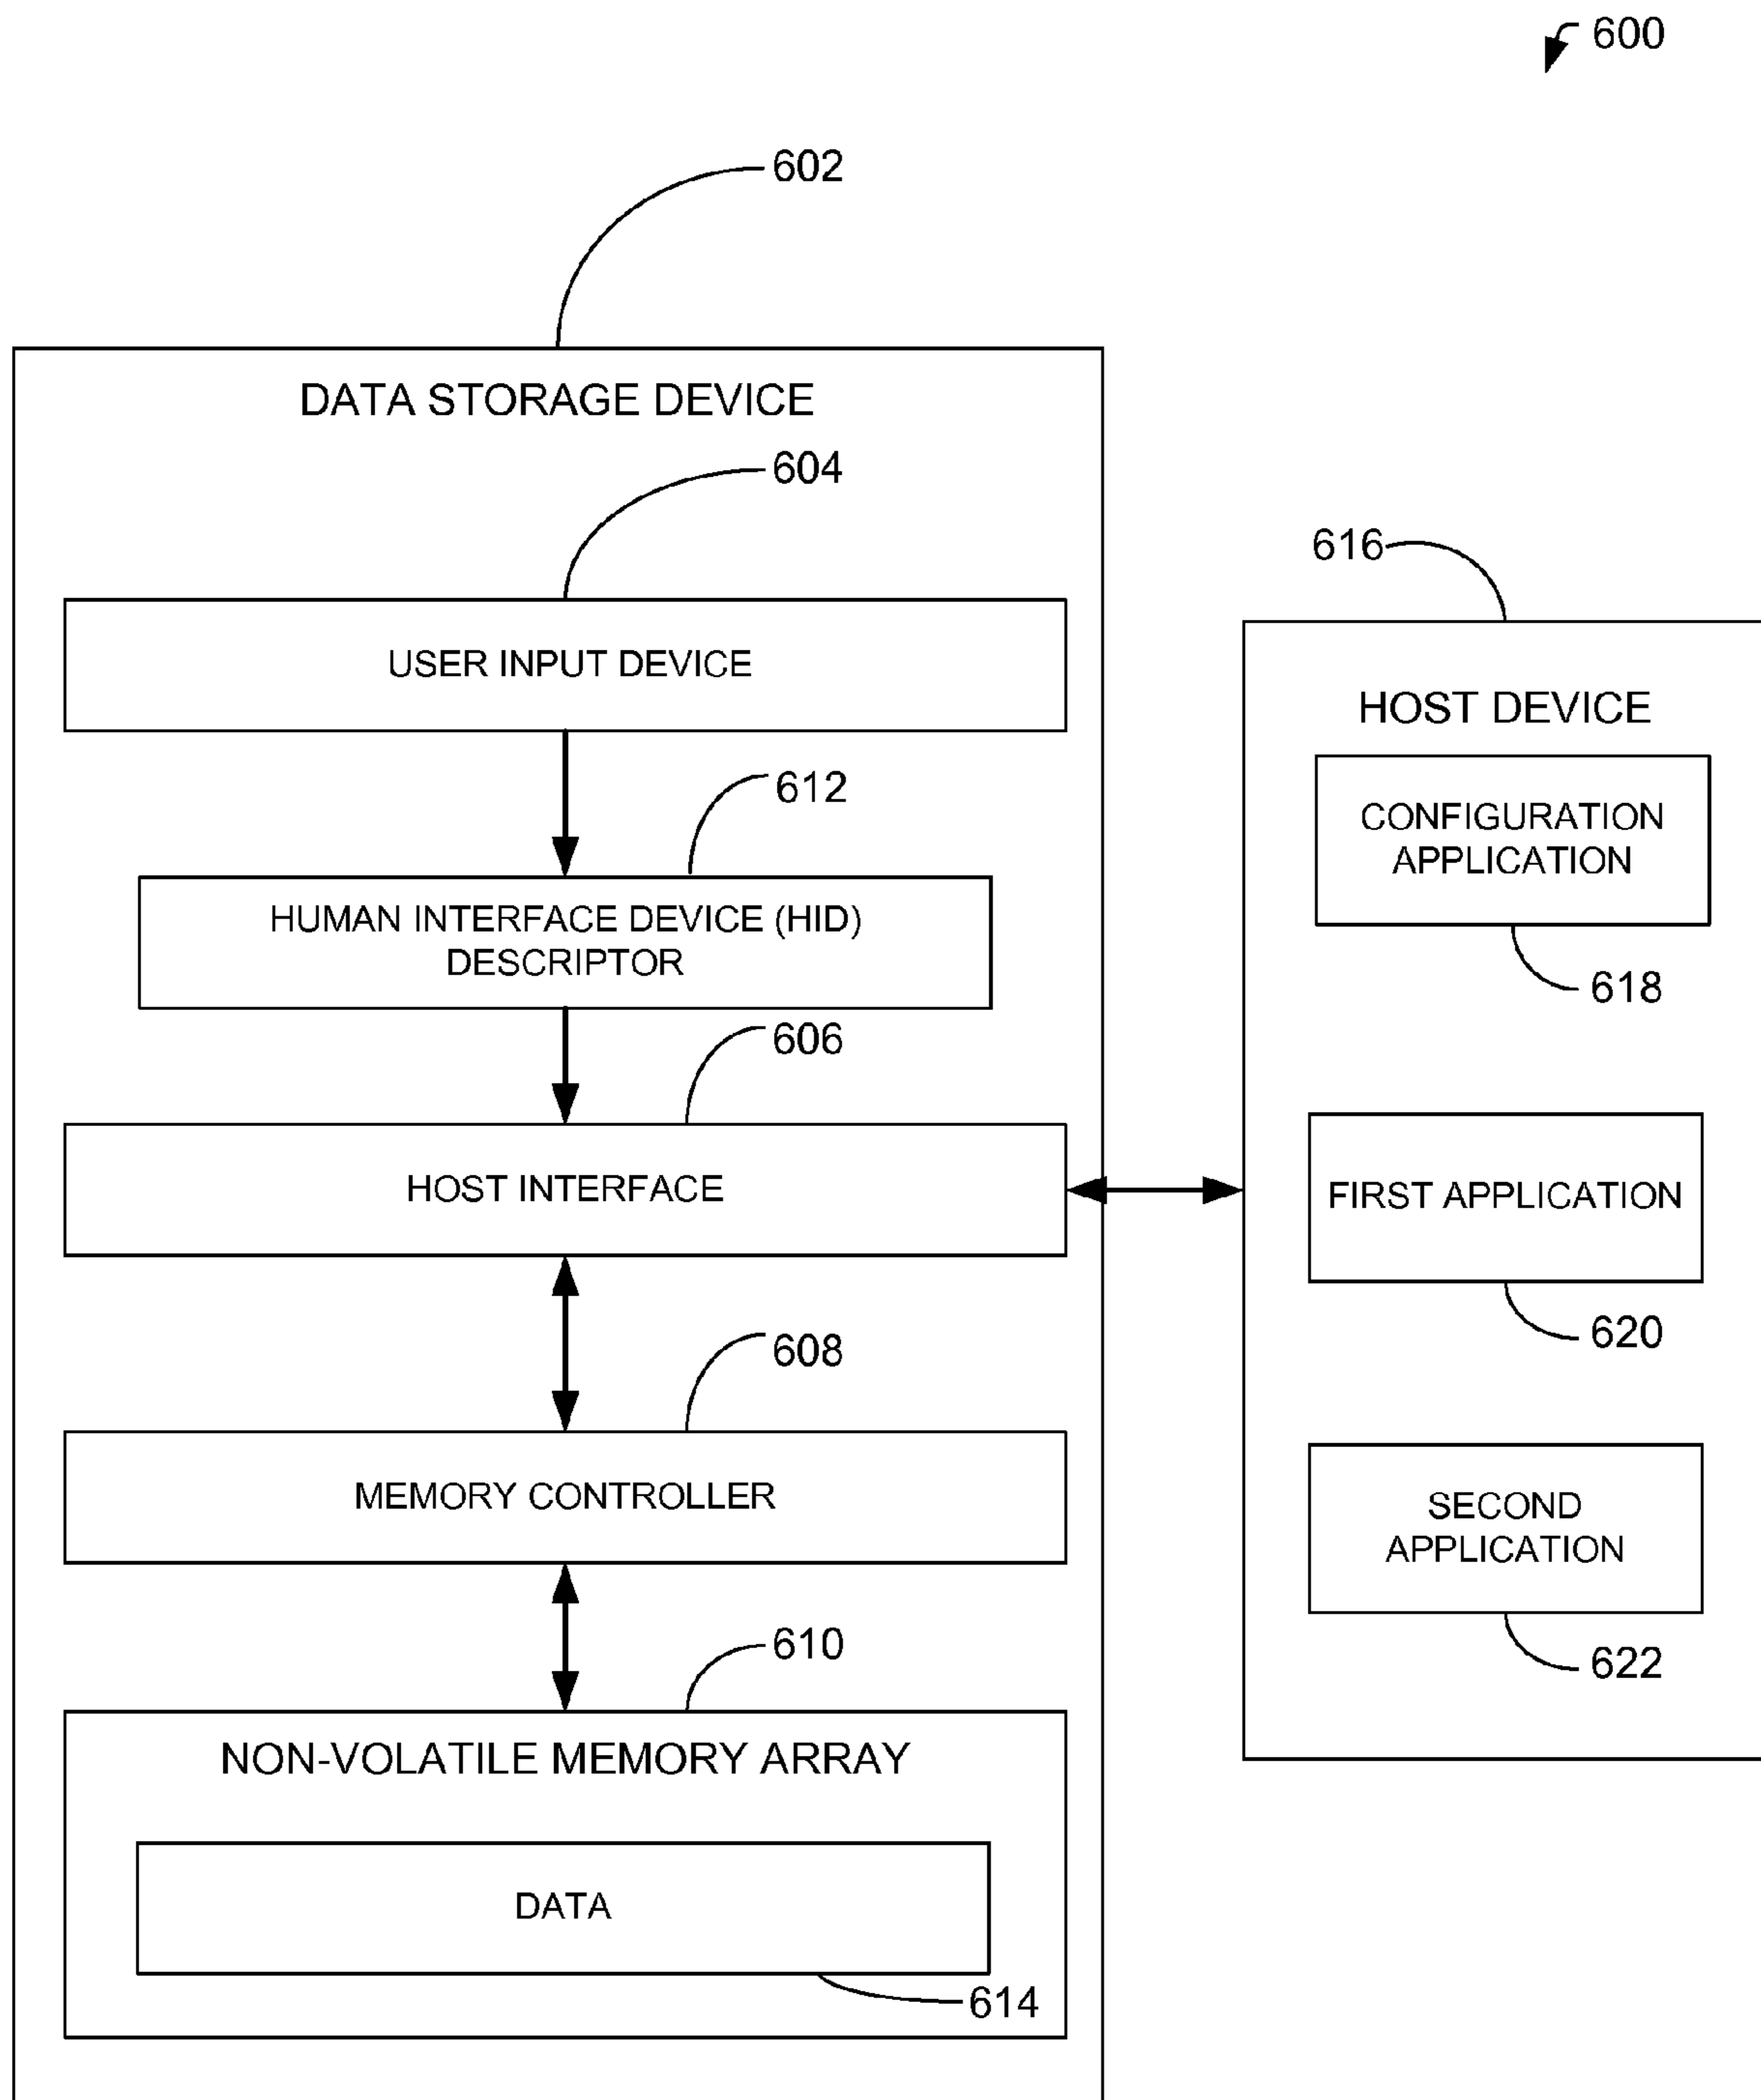 600
602
DATA STORAGE DEVICE
604
USER INPUT DEVICE
612
HUMAN INTERFACE DEVICE (HID)
DESCRIPTOR
606
HOST INTERFACE
608
MEMORY CONTROLLER
610
NON-VOLATILE MEMORY ARRAY
DATA
614
616
HOST DEVICE
CONFIGURATION
APPLICATION
618
FIRST APPLICATION
620
SECOND
APPLICATION
622